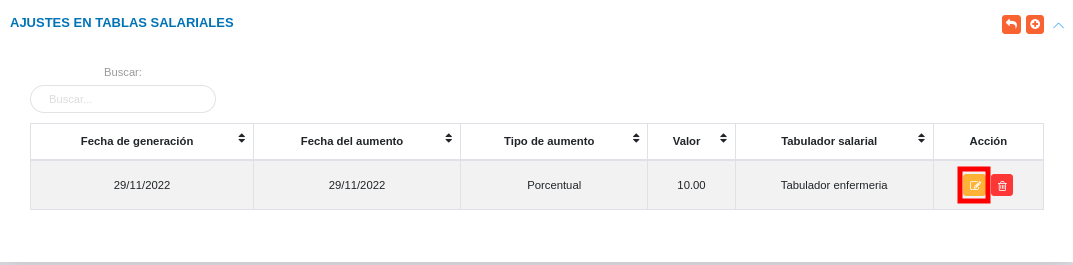 AJUSTES EN TABLAS SALARIALES
Buscar:
Buscar...
Fecha de generación Fecha del aumento Tipo de aumento Valor Tabulador salarial Acción
29/11/2022 29/11/2022 Porcentual 10.00 Tabulador enfermeria